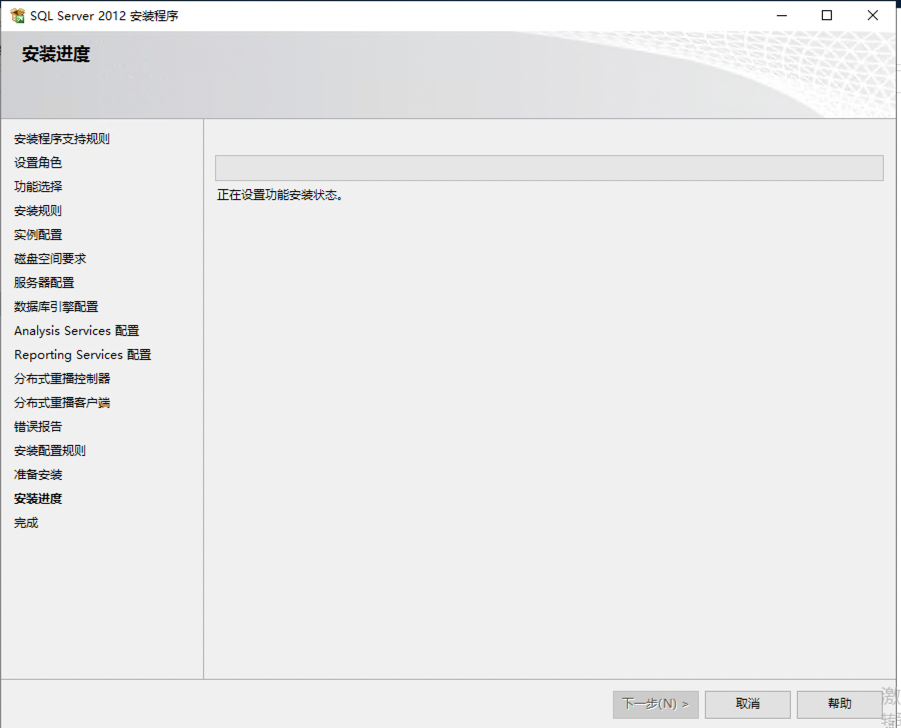 SQL Server 2012 安装程序
安装进度
安装程序支持规则
设置角色
功能选择
安装规则
实例配置
磁盘空间要求
服务器配置
数据库引擎配置
Analysis Services 配置
Reporting Services 配置
分布式重播控制器
分布式重播客户端
错误报告
安装配置规则
准备安装
安装进度
完成
正在设置功能安装状态。
下一步(N) >
取消
帮助
激
转到